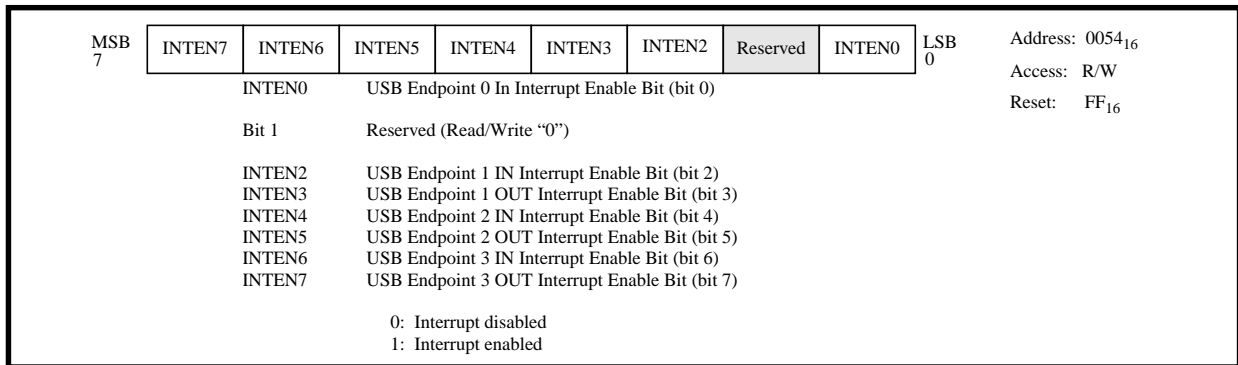 MSB 7 INTEN7 INTEN6 INTEN5 INTEN4 INTEN3 INTEN2 Reserved INTEN0 LSB 0
Address: 0054₁₆
Access: R/W
Reset: FF₁₆
INTEN0 USB Endpoint 0 In Interrupt Enable Bit (bit 0)
Bit 1 Reserved (Read/Write “0”)
INTEN2 USB Endpoint 1 IN Interrupt Enable Bit (bit 2)
INTEN3 USB Endpoint 1 OUT Interrupt Enable Bit (bit 3)
INTEN4 USB Endpoint 2 IN Interrupt Enable Bit (bit 4)
INTEN5 USB Endpoint 2 OUT Interrupt Enable Bit (bit 5)
INTEN6 USB Endpoint 3 IN Interrupt Enable Bit (bit 6)
INTEN7 USB Endpoint 3 OUT Interrupt Enable Bit (bit 7)
0: Interrupt disabled
1: Interrupt enabled